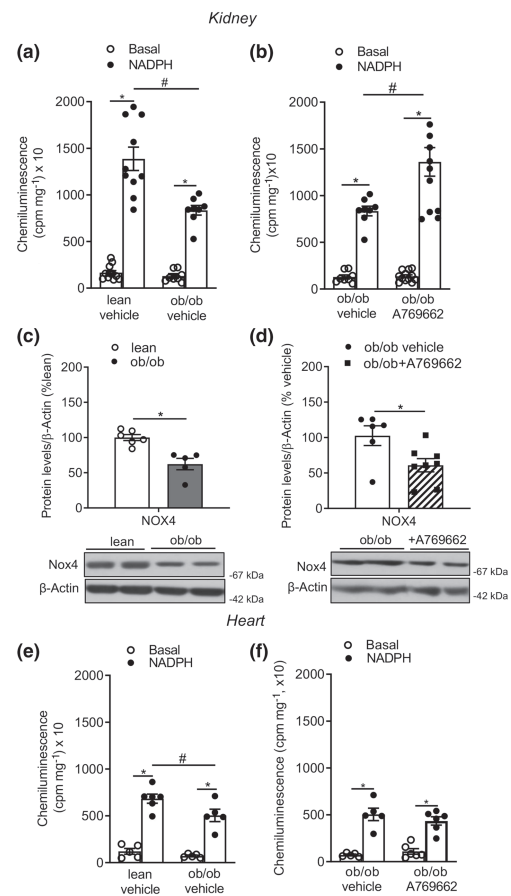 Kidney
(a)
Basal
NADPH
Chemiluminescence
(cpm mg⁻¹) x 10
2000
1500
1000
500
0
*
#
*
lean
vehicle
ob/ob
vehicle
(b)
Basal
NADPH
Chemiluminescence
(cpm mg⁻¹)x10
2000
1500
1000
500
0
*
#
*
ob/ob
vehicle
ob/ob
A769662
(c)
lean
ob/ob
Protein levels/β-Actin (%lean)
200
150
100
50
0
*
NOX4
lean
ob/ob
Nox4
-67 kDa
β-Actin
-42 kDa
(d)
ob/ob vehicle
ob/ob+A769662
Protein levels/β-Actin (% vehicle)
200
150
100
50
0
*
NOX4
ob/ob
+A769662
Nox4
-67 kDa
β-Actin
-42 kDa
Heart
(e)
Basal
NADPH
Chemiluminescence
(cpm mg⁻¹) x 10
2000
1500
1000
500
0
*
#
*
lean
vehicle
ob/ob
vehicle
(f)
Basal
NADPH
Chemiluminescence (cpm mg⁻¹, x10)
2000
1500
1000
500
0
*
*
ob/ob
vehicle
ob/ob
A769662